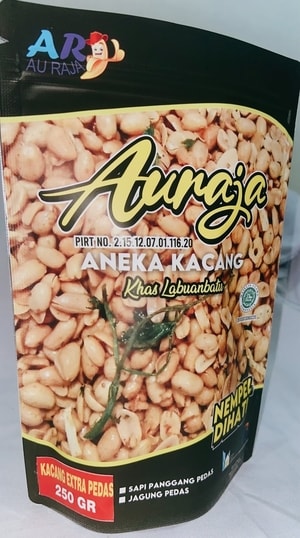 AR
AU RAJA
Auraja
PIRT NO. 2.15.12.07.01.116.20
ANEKA KACANG
Khas Labuanbatu
NEMPEL
DIHATI
KACANG EXTRA PEDAS
250 GR
SAPI PANGGANG PEDAS
JAGUNG PEDAS